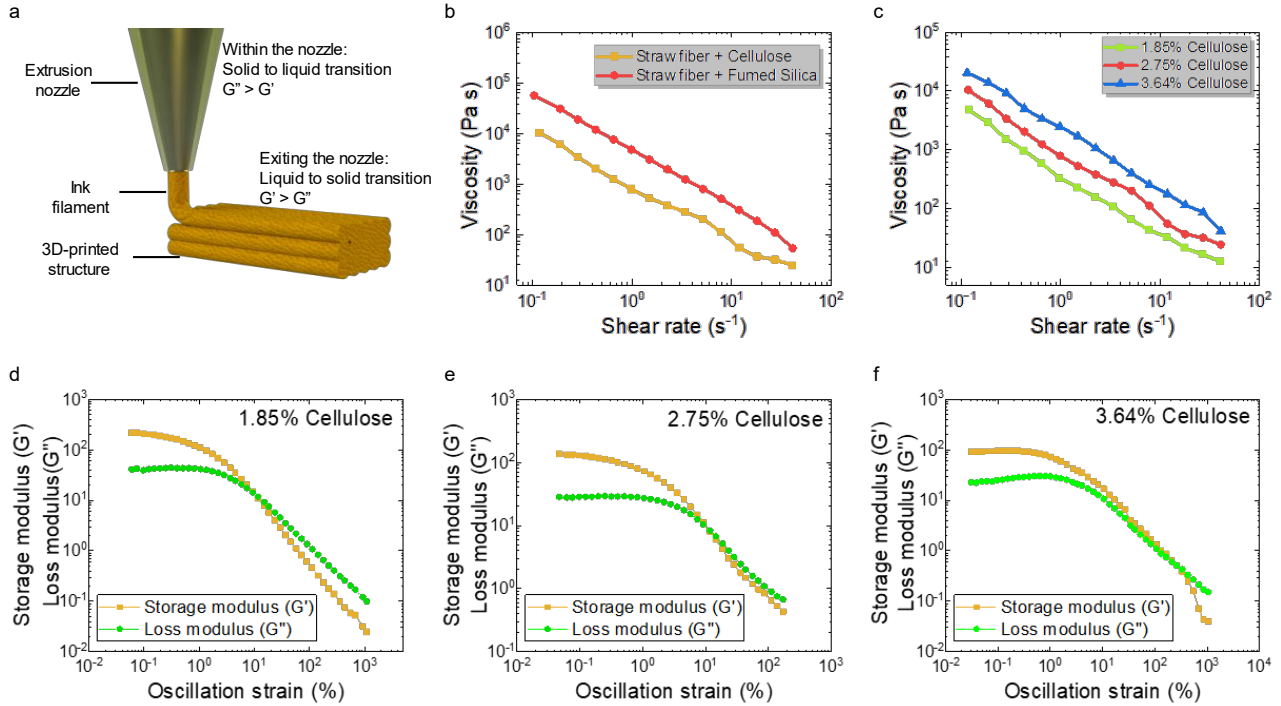 a
Extrusion
nozzle
Within the nozzle:
Solid to liquid transition
G” > G’
Exiting the nozzle:
Liquid to solid transition
G’ > G”
Ink
filament
3D-printed
structure
b
Viscosity (Pa s)
10⁶
10⁵
10⁴
10³
10²
10¹
Straw fiber + Cellulose
Straw fiber + Fumed Silica
10⁻¹ 10⁰ 10¹ 10²
Shear rate (s⁻¹)
c
Viscosity (Pa s)
10⁵
10⁴
10³
10²
10¹
1.85% Cellulose
2.75% Cellulose
3.64% Cellulose
10⁻¹ 10⁰ 10¹ 10²
Shear rate (s⁻¹)
d
Storage modulus (G')
Loss modulus (G'')
10³
10²
10¹
10⁰
10⁻¹
10⁻²
1.85% Cellulose
Storage modulus (G')
Loss modulus (G'')
10⁻² 10⁻¹ 10⁰ 10¹ 10² 10³
Oscillation strain (%)
e
Storage modulus (G')
Loss modulus (G'')
10³
10²
10¹
10⁰
10⁻¹
2.75% Cellulose
Storage modulus (G')
Loss modulus (G'')
10⁻² 10⁻¹ 10⁰ 10¹ 10² 10³
Oscillation strain (%)
f
Storage modulus (G')
Loss modulus (G'')
10³
10²
10¹
10⁰
10⁻¹
10⁻²
3.64% Cellulose
Storage modulus (G')
Loss modulus (G'')
10⁻² 10⁻¹ 10⁰ 10¹ 10² 10³ 10⁴
Oscillation strain (%)